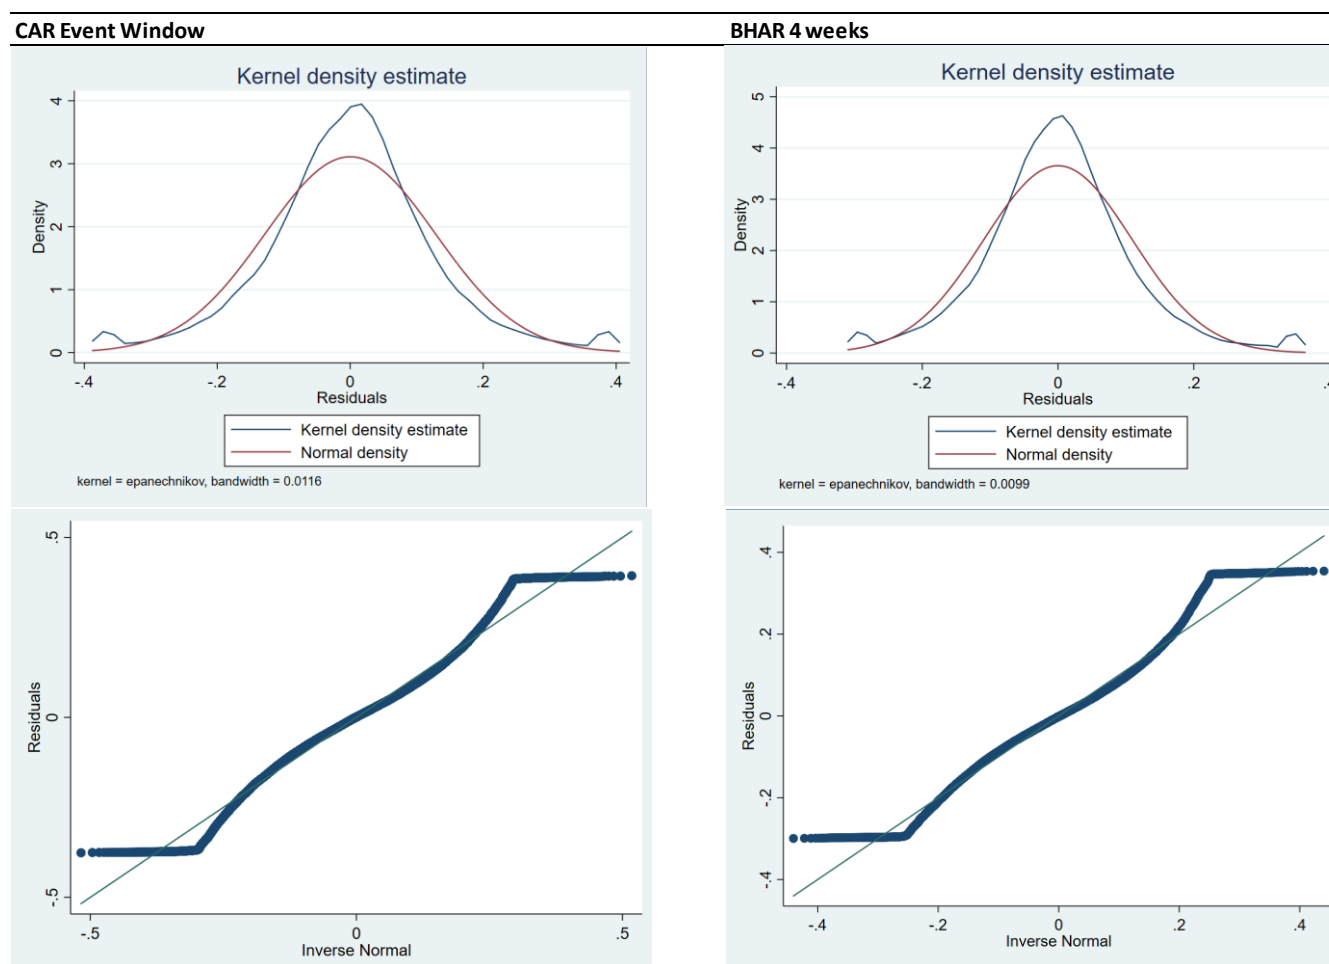 CAR Event Window
BHAR 4 weeks
Kernel density estimate
4
3
2
1
0
Density
-.4
-.2
0
.2
.4
Residuals
Kernel density estimate
Normal density
kernel = epanechnikov, bandwidth = 0.0116
Kernel density estimate
5
4
3
2
1
0
Density
-.4
-.2
0
.2
Residuals
Kernel density estimate
Normal density
kernel = epanechnikov, bandwidth = 0.0099
.5
0
-.5
Residuals
-.5
0
.5
Inverse Normal
.4
.2
0
-.2
-.4
Residuals
-.4
-.2
0
.2
.4
Inverse Normal